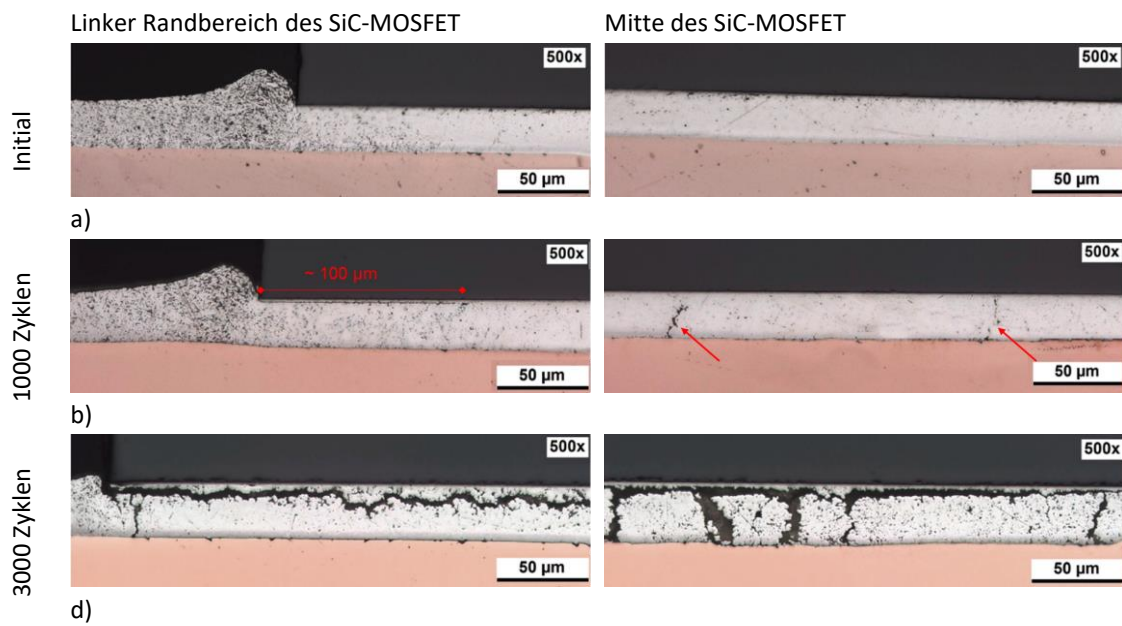 Linker Randbereich des SiC-MOSFET
Mitte des SiC-MOSFET
Initial
500x
50 µm
500x
50 µm
a)
1000 Zyklen
~ 100 µm
500x
50 µm
500x
50 µm
b)
3000 Zyklen
500x
50 µm
500x
50 µm
d)